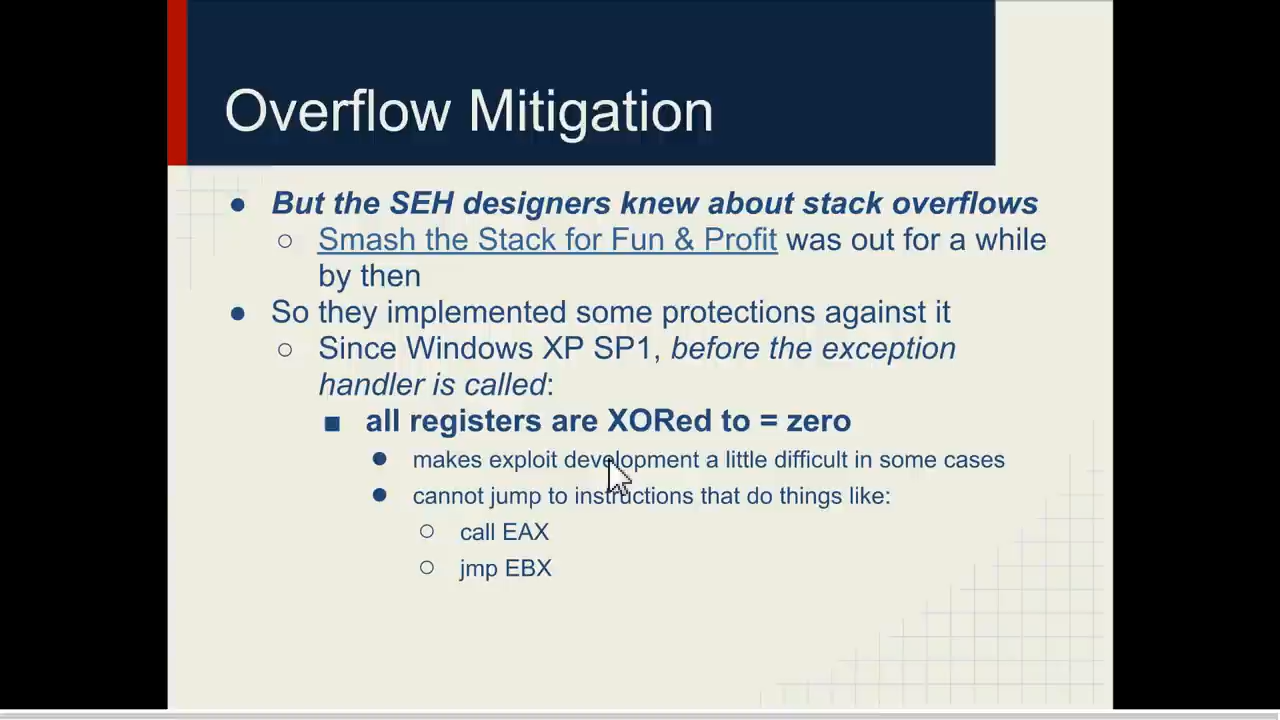 Overflow Mitigation
● But the SEH designers knew about stack overflows
○ Smash the Stack for Fun & Profit was out for a while
by then
● So they implemented some protections against it
○ Since Windows XP SP1, before the exception
handler is called:
■ all registers are XORed to = zero
● makes exploit development a little difficult in some cases
● cannot jump to instructions that do things like:
○ call EAX
○ jmp EBX